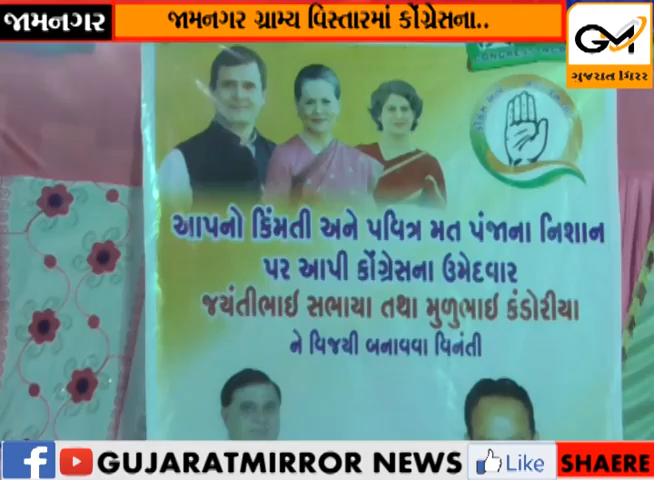 જામનગર
જામનગર ગ્રામ્ય વિસ્તારમાં કોંગ્રેસના..
GM
ગુજરાત મિરર
આપનો કિંમતી અને પવિત્ર મત પંજાના નિશાન
પર આપી કોંગ્રેસના ઉમેદવાર
જયંતીભાઇ સભાયા તથા મુળુભાઇ કંડોરીયા
ને વિજયી બનાવવા વિનંતી
f
GUJARATMIRROR NEWS
Like
SHAERE